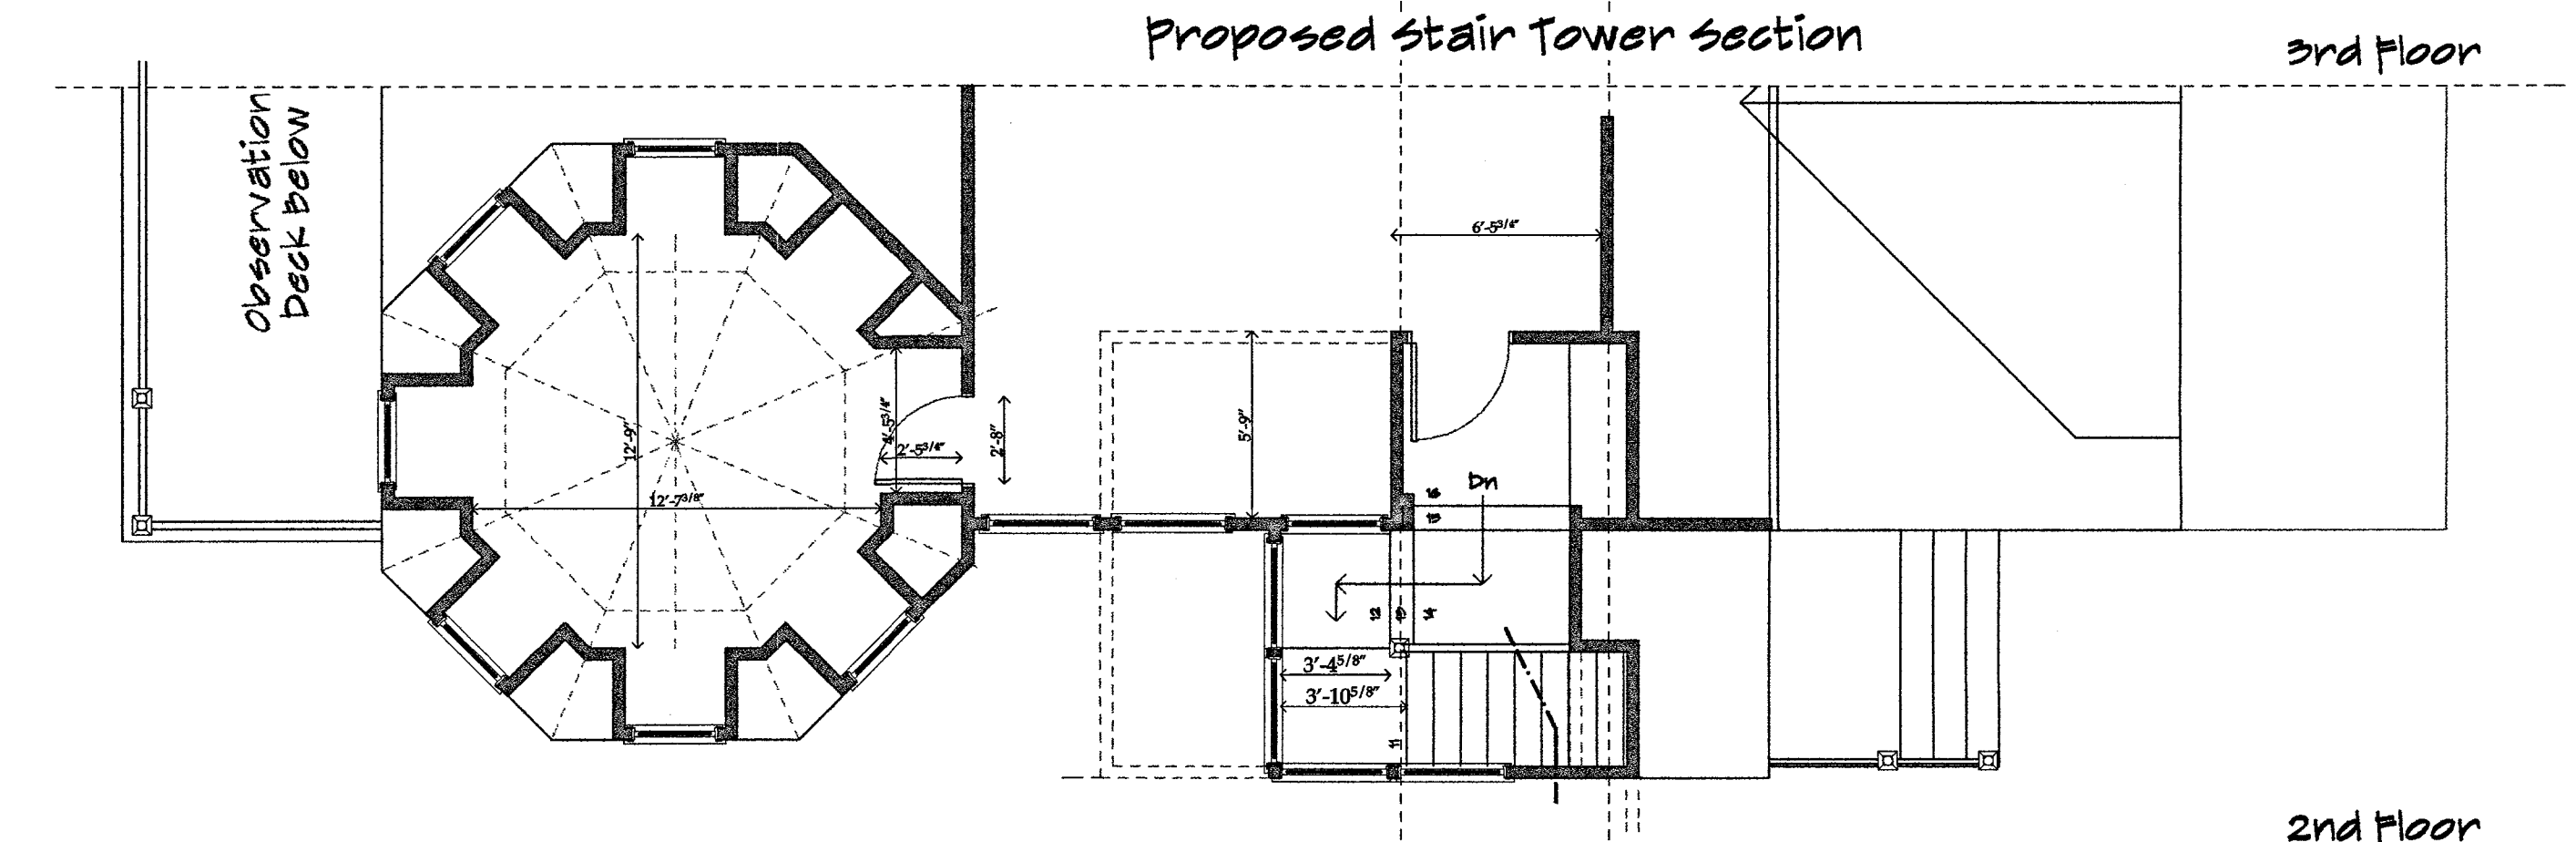 Proposed Stair Tower Section
3rd Floor
Observation
Deck Below
6'-5 3/4"
12'-9"
4'-5 3/4"
2'-5 3/4"
2'-8"
5'-9"
12'-7 3/8"
Dn
16
15
12
13
14
3'-4 5/8"
3'-10 5/8"
11
2nd Floor